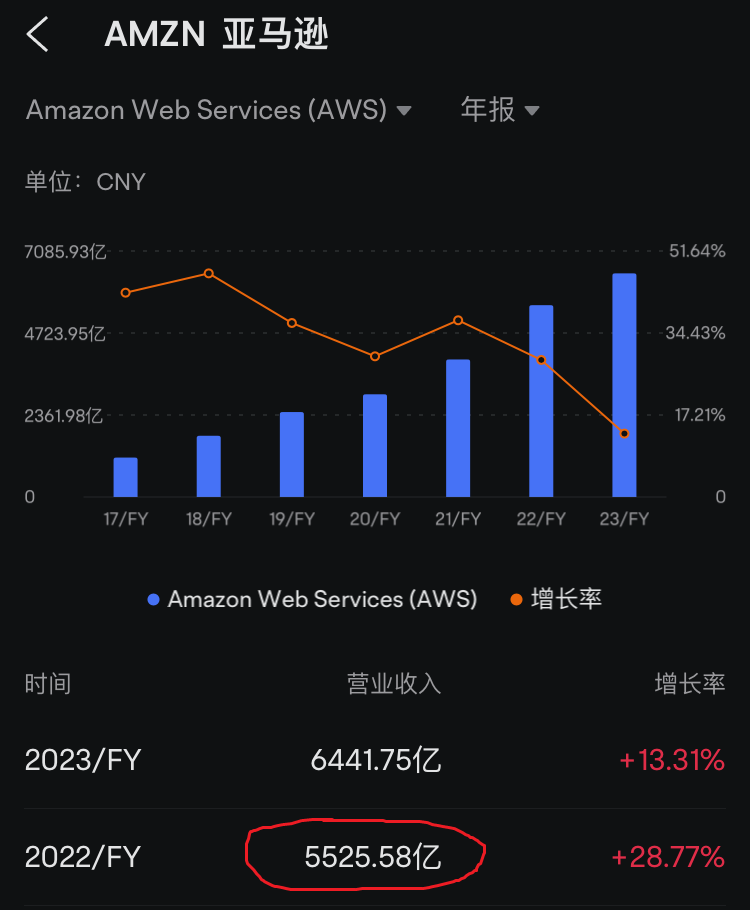 AMZN 亚马逊
Amazon Web Services (AWS) 年报
单位：CNY
7085.93亿 51.64%
4723.95亿 34.43%
2361.98亿 17.21%
0 0
17/FY 18/FY 19/FY 20/FY 21/FY 22/FY 23/FY
Amazon Web Services (AWS) 增长率
时间 营业收入 增长率
2023/FY 6441.75亿 +13.31%
2022/FY 5525.58亿 +28.77%